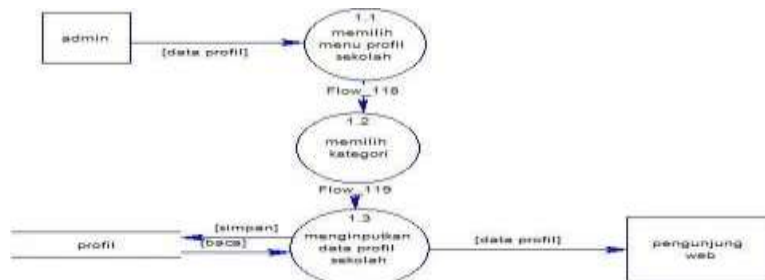 admin
[data profil]
1.1
memilih
menu profil
sekolah
Flow_118
1.2
memilih
kategori
Flow_119
1.3
menginputkan
data profil
sekolah
[simpan]
[baca]
profil
[data profil]
pengunjung
web